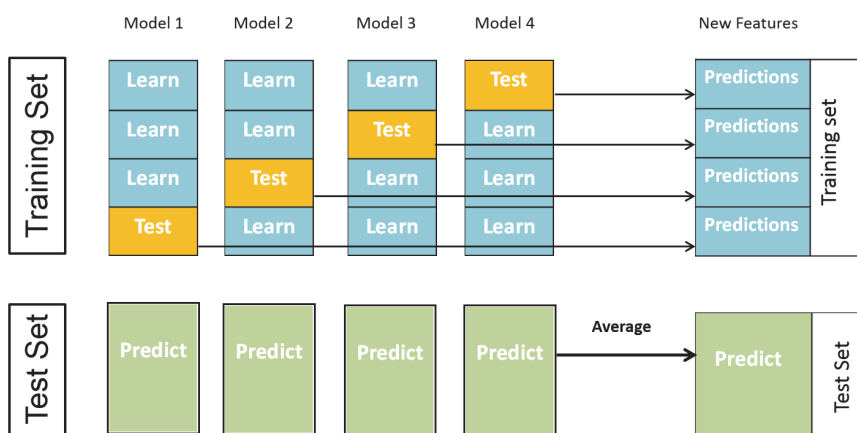 Model 1 Model 2 Model 3 Model 4 New Features
Training Set
Learn Learn Learn Test Predictions
Learn Learn Test Learn Predictions
Learn Test Learn Learn Predictions
Test Learn Learn Learn Predictions
Training set
Test Set
Predict Predict Predict Predict
Average
Predict
Test Set